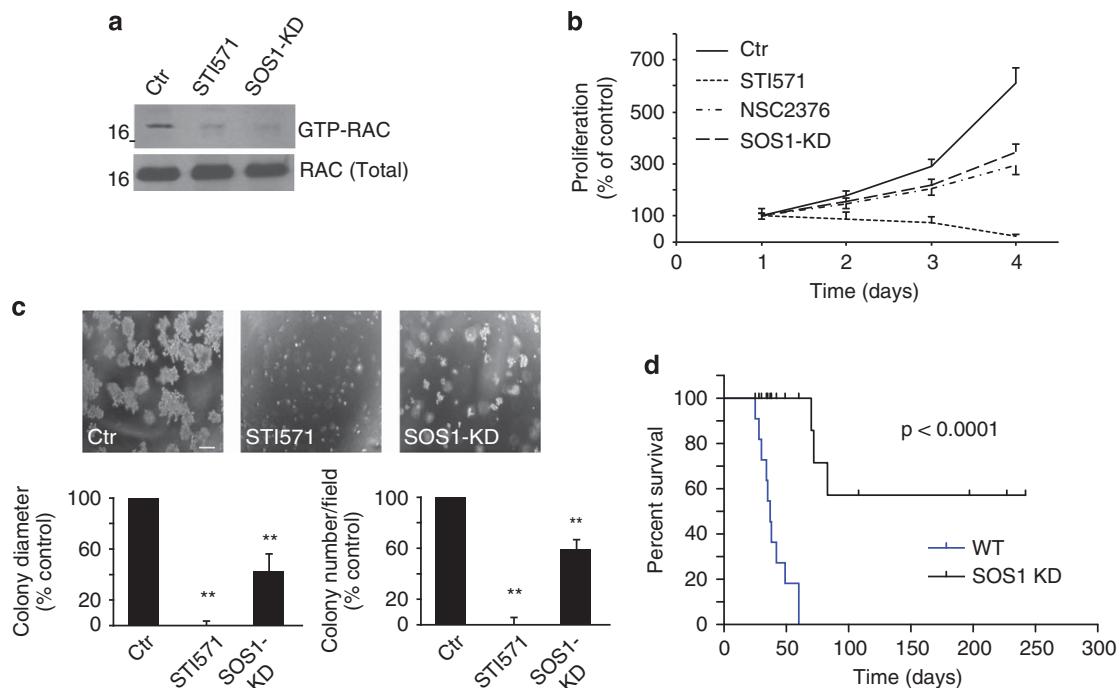 a
Ctr
STI571
SOS1-KD
16
GTP-RAC
16
RAC (Total)
b
Proliferation
(% of control)
700
500
300
100
0
0
1
2
3
4
Time (days)
Ctr
STI571
NSC2376
SOS1-KD
c
Ctr
STI571
SOS1-KD
Colony diameter
(% control)
100
60
20
0
**
**
Ctr
STI571
SOS1-
KD
Colony number/field
(% control)
100
60
20
0
**
**
Ctr
STI571
SOS1-
KD
d
Percent survival
100
80
60
40
20
0
p < 0.0001
WT
SOS1 KD
0
50
100
150
200
250
300
Time (days)